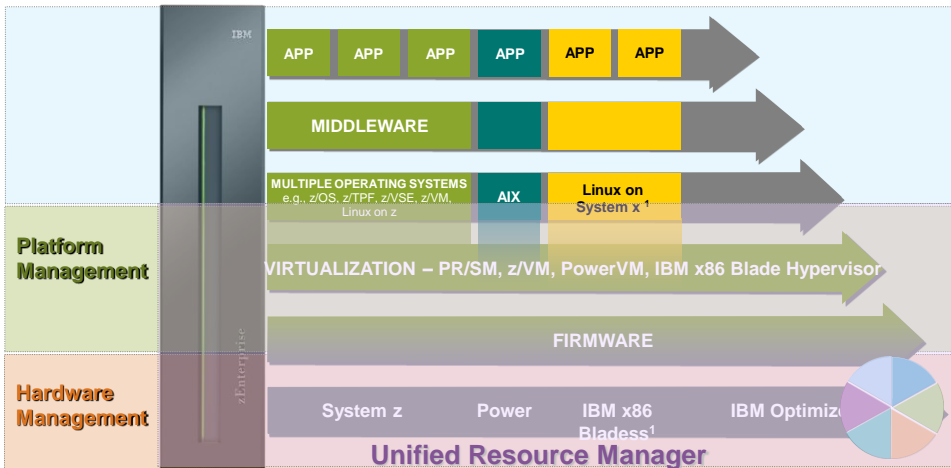 IBM
APP APP APP APP APP APP
MIDDLEWARE
MULTIPLE OPERATING SYSTEMS
e.g., z/OS, z/TPF, z/VSE, z/VM,
Linux on z
AIX
Linux on
System x 1
Platform
Management
VIRTUALIZATION – PR/SM, z/VM, PowerVM, IBM x86 Blade Hypervisor
FIRMWARE
zEnterprise
Hardware
Management
System z
Power
IBM x86
Bladess1
IBM Optimize
Unified Resource Manager